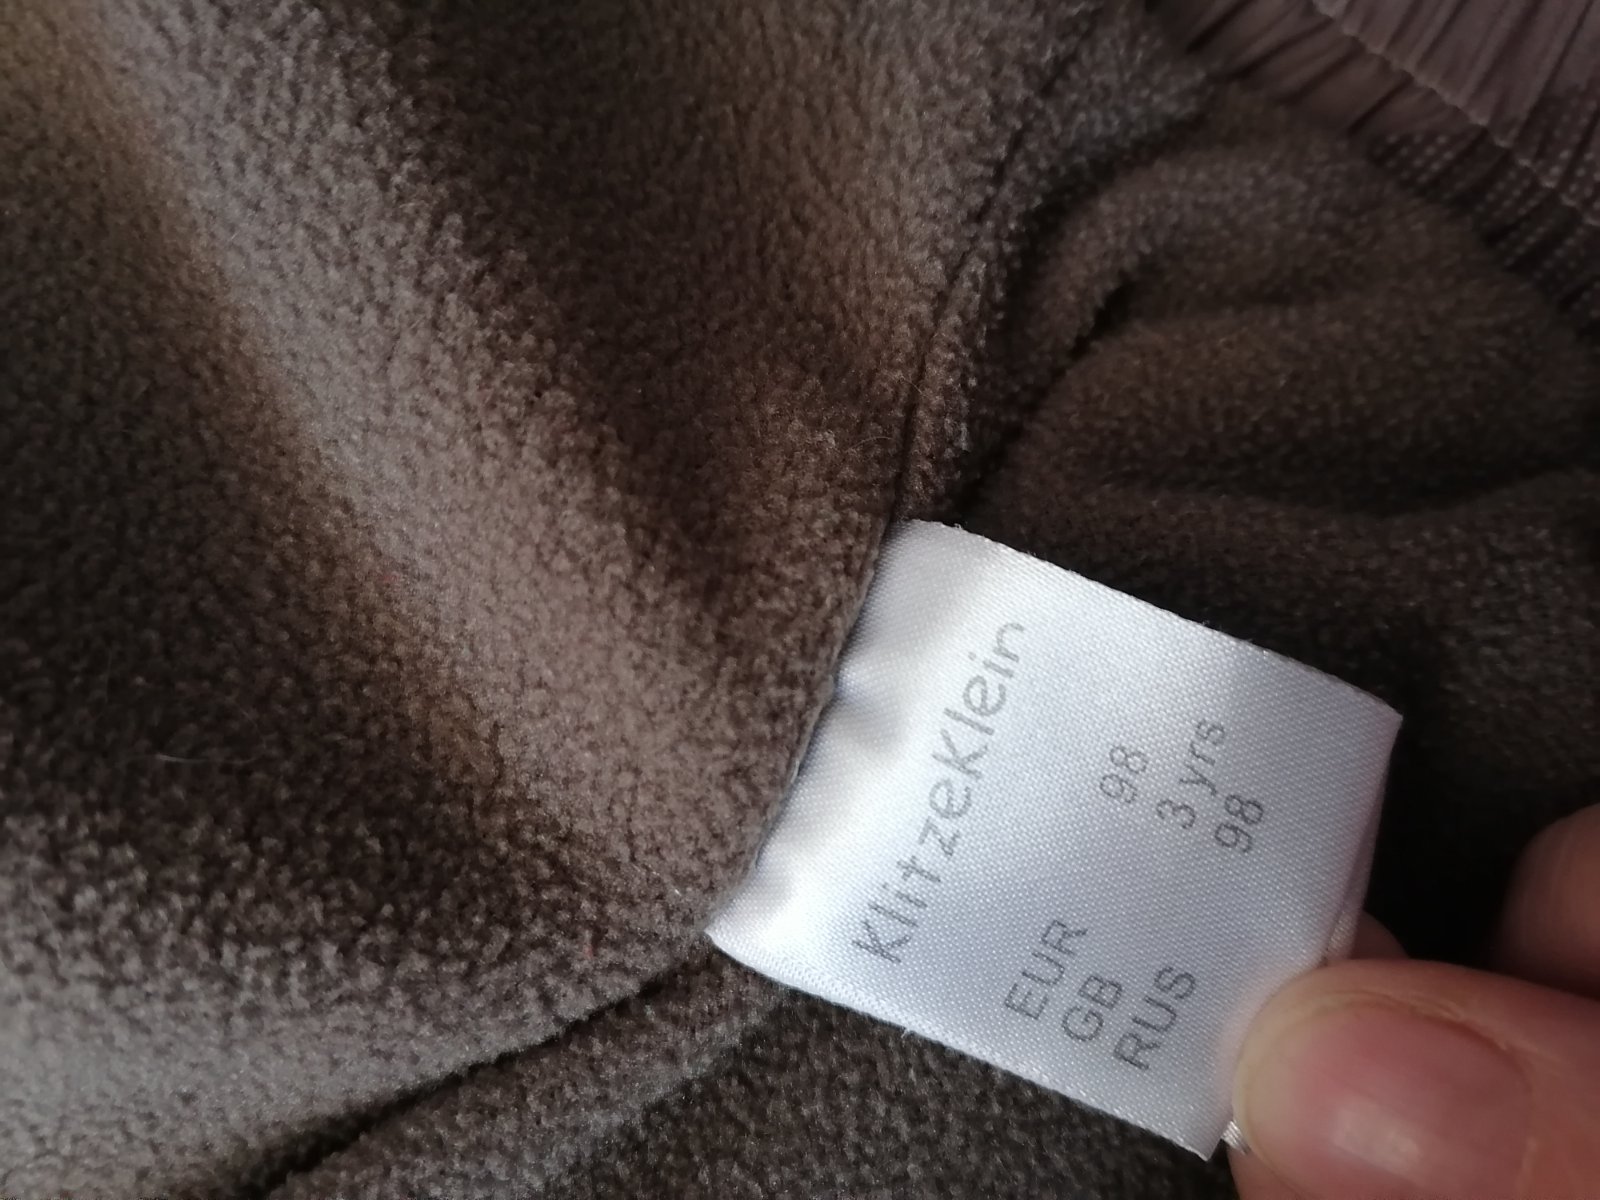 KlitzeKlein
EUR 98
GB 3 yrs
RUS 98